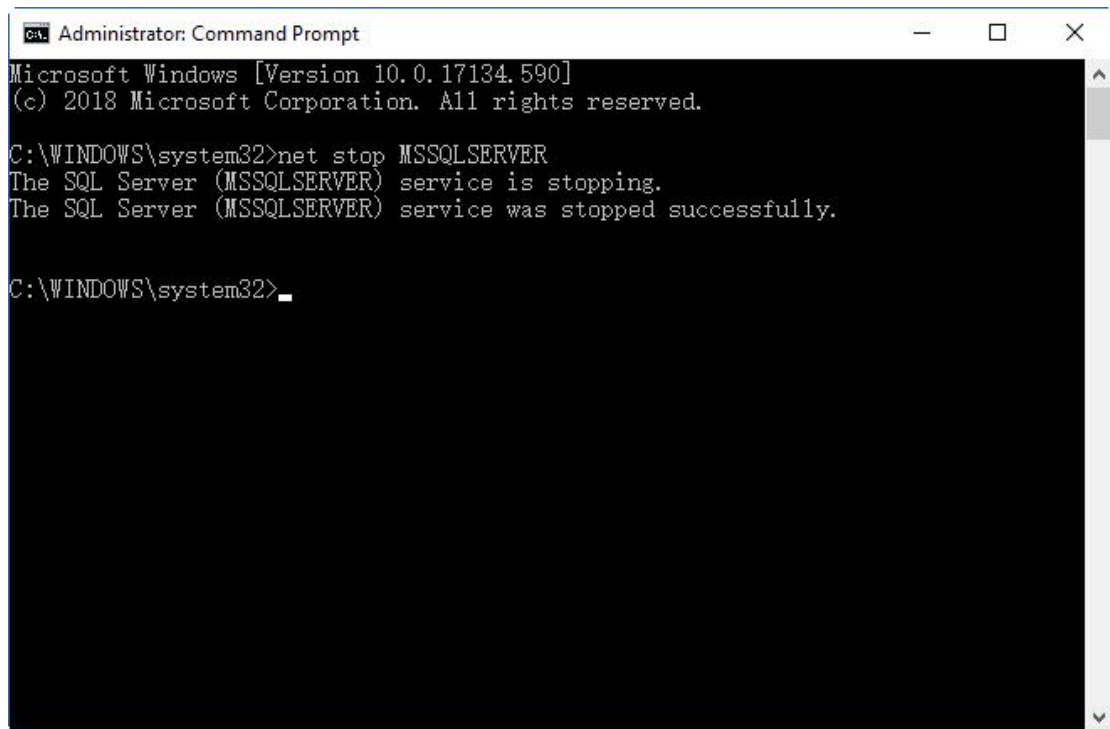 Administrator: Command Prompt
Microsoft Windows [Version 10.0.17134.590]
(c) 2018 Microsoft Corporation. All rights reserved.
C:\WINDOWS\system32>net stop MSSQLSERVER
The SQL Server (MSSQLSERVER) service is stopping.
The SQL Server (MSSQLSERVER) service was stopped successfully.
C:\WINDOWS\system32>